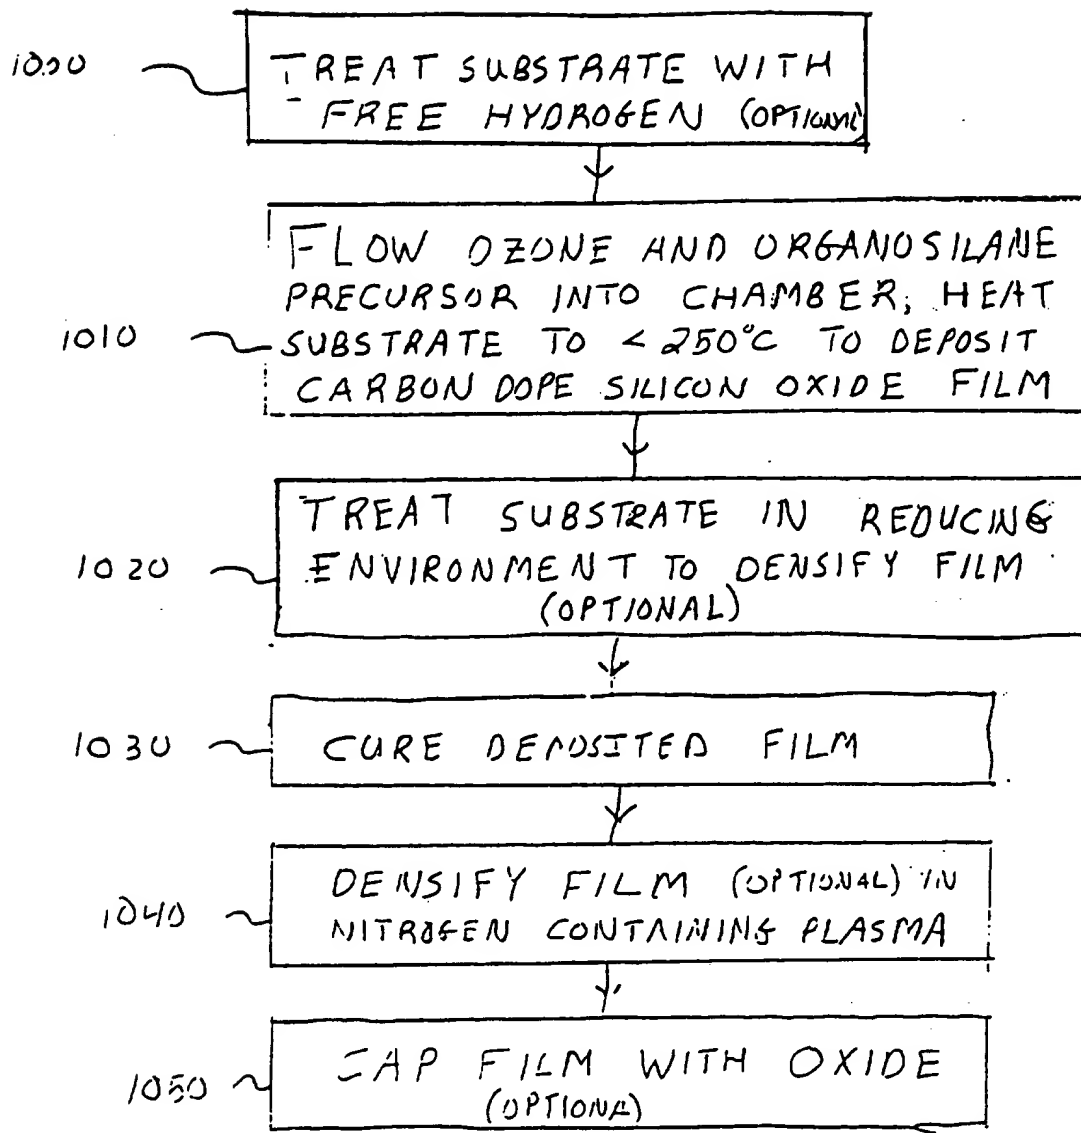 1000
TREAT SUBSTRATE WITH
FREE HYDROGEN (OPTIONAL)
FLOW OZONE AND ORGANOSILANE
PRECURSOR INTO CHAMBER; HEAT
1010
SUBSTRATE TO < 250°C TO DEPOSIT
CARBON DOPE SILICON OXIDE FILM
TREAT SUBSTRATE IN REDUCING
1020
ENVIRONMENT TO DENSIFY FILM
(OPTIONAL)
1030
CURE DEPOSITED FILM
DENSIFY FILM (OPTIONAL) IN
1040
NITROGEN CONTAINING PLASMA
CAP FILM WITH OXIDE
1050
(OPTIONAL)